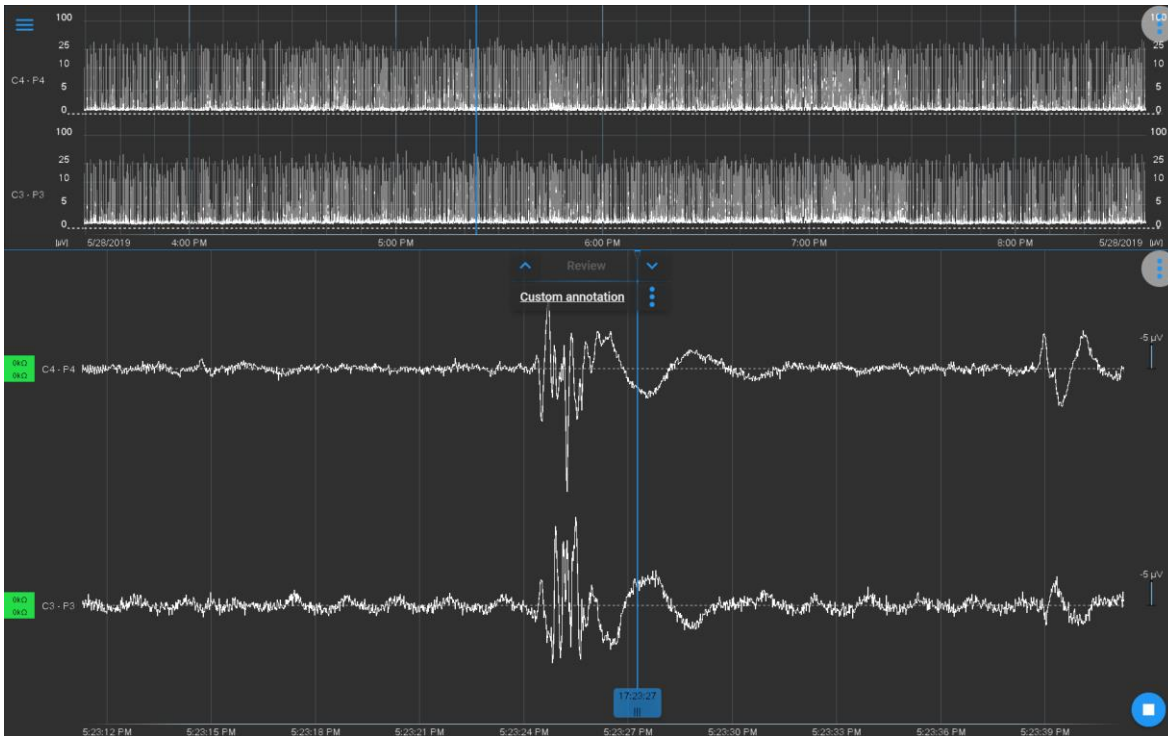 100 100
25 25
10 10
C4 - P4
5 5
0 0
100 100
25 25
10 10
C3 - P3
5 5
0 0
[µV] 5/28/2019 4:00 PM 5:00 PM 6:00 PM 7:00 PM 8:00 PM 5/28/2019 [µV]
Review
Custom annotation
-5 µV
0kΩ
C4 - P4
0kΩ
-5 µV
0kΩ
C3 - P3
0kΩ
17:23:27
5:23:12 PM 5:23:15 PM 5:23:18 PM 5:23:21 PM 5:23:24 PM 5:23:27 PM 5:23:30 PM 5:23:33 PM 5:23:36 PM 5:23:39 PM